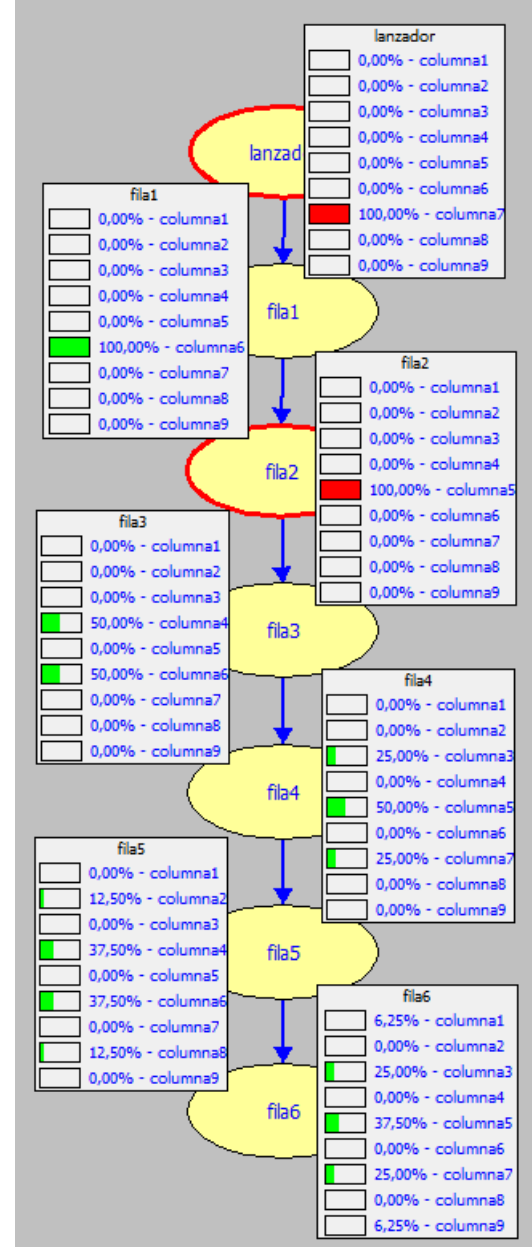 lanzador
0,00% - columna1
0,00% - columna2
0,00% - columna3
0,00% - columna4
0,00% - columna5
0,00% - columna6
100,00% - columna7
0,00% - columna8
0,00% - columna9
lanzad
fila1
0,00% - columna1
0,00% - columna2
0,00% - columna3
0,00% - columna4
0,00% - columna5
100,00% - columna6
0,00% - columna7
0,00% - columna8
0,00% - columna9
fila1
fila2
0,00% - columna1
0,00% - columna2
0,00% - columna3
0,00% - columna4
100,00% - columna5
0,00% - columna6
0,00% - columna7
0,00% - columna8
0,00% - columna9
fila2
fila3
0,00% - columna1
0,00% - columna2
0,00% - columna3
50,00% - columna4
0,00% - columna5
50,00% - columna6
0,00% - columna7
0,00% - columna8
0,00% - columna9
fila3
fila4
0,00% - columna1
0,00% - columna2
25,00% - columna3
0,00% - columna4
50,00% - columna5
0,00% - columna6
25,00% - columna7
0,00% - columna8
0,00% - columna9
fila4
fila5
0,00% - columna1
12,50% - columna2
0,00% - columna3
37,50% - columna4
0,00% - columna5
37,50% - columna6
0,00% - columna7
12,50% - columna8
0,00% - columna9
fila5
fila6
6,25% - columna1
0,00% - columna2
25,00% - columna3
0,00% - columna4
37,50% - columna5
0,00% - columna6
25,00% - columna7
0,00% - columna8
6,25% - columna9
fila6